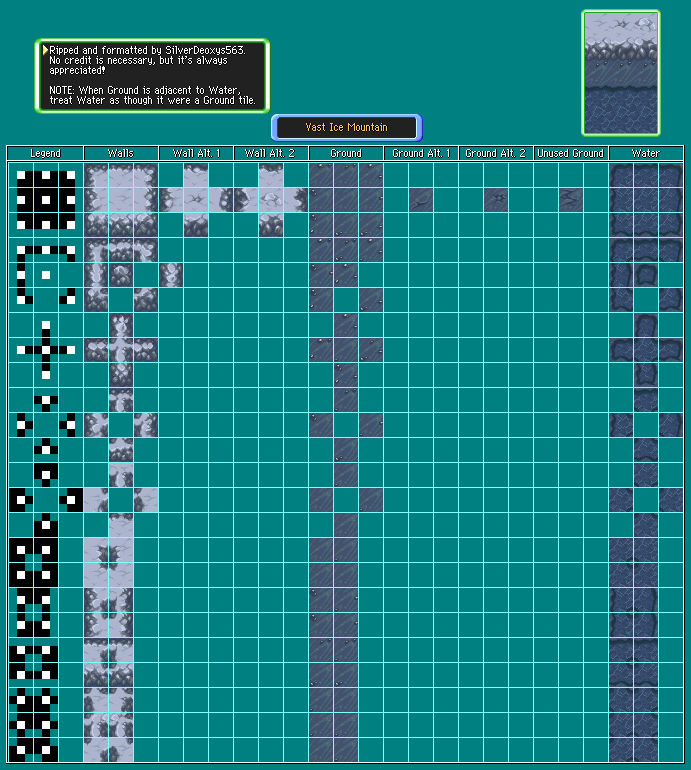 Ripped and formatted by SilverDeoxys563.
No credit is necessary, but it's always
appreciated!
NOTE: When Ground is adjacent to Water,
treat Water as though it were a Ground tile.
Vast Ice Mountain
Legend Walls Wall Alt. 1 Wall Alt. 2 Ground Ground Alt. 1 Ground Alt. 2 Unused Ground Water